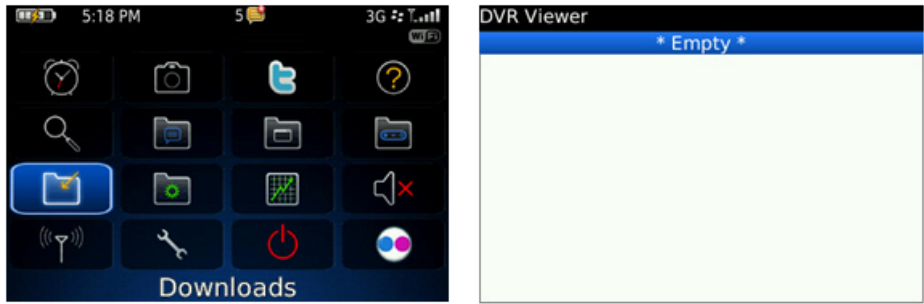 5:18 PM
5
3G
WiFi
Downloads
DVR Viewer
* Empty *